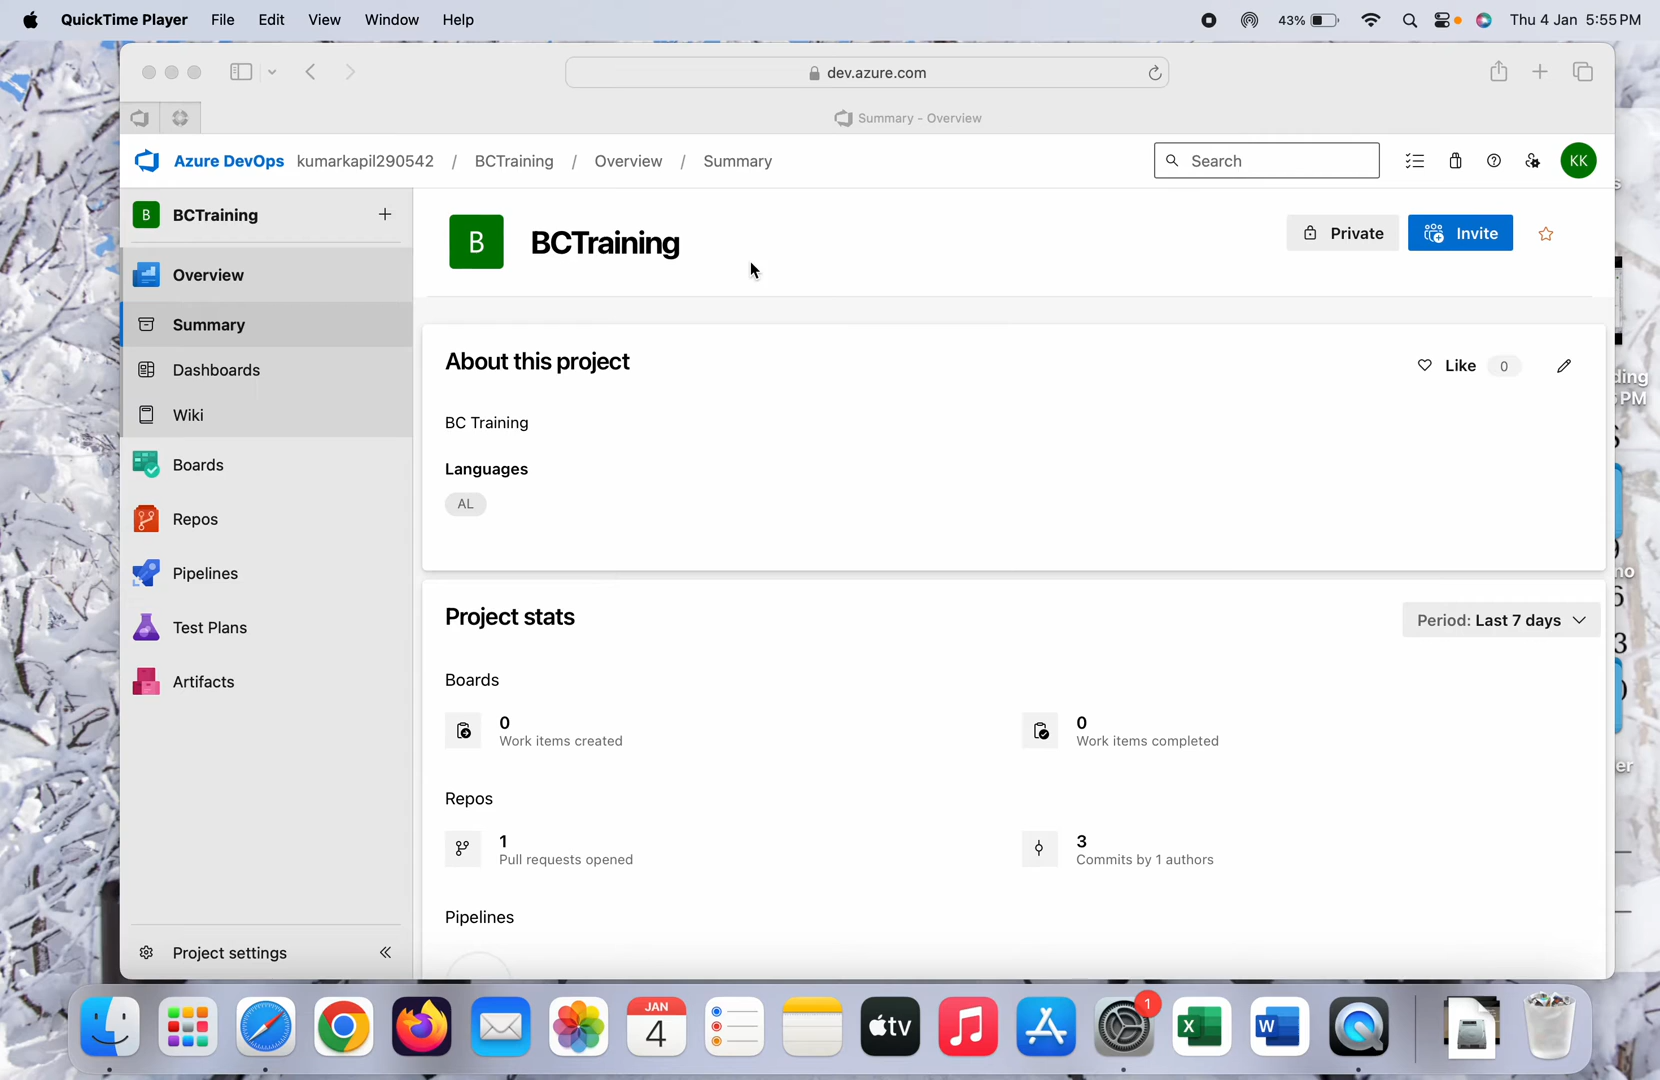 QuickTime Player File Edit View Window Help 43% Thu 4 Jan 5:55 PM
dev.azure.com
Summary - Overview
Azure DevOps kumarkapil290542 / BCTraining / Overview / Summary Search KK
B BCTraining +
B BCTraining Private Invite
Overview
Summary
Dashboards
Wiki
Boards
Repos
Pipelines
Test Plans
Artifacts
Project settings
About this project Like 0
BC Training
Languages
AL
Project stats Period: Last 7 days
Boards
0 0
Work items created Work items completed
Repos
1 3
Pull requests opened Commits by 1 authors
Pipelines
JAN
4
tv
1
X
W